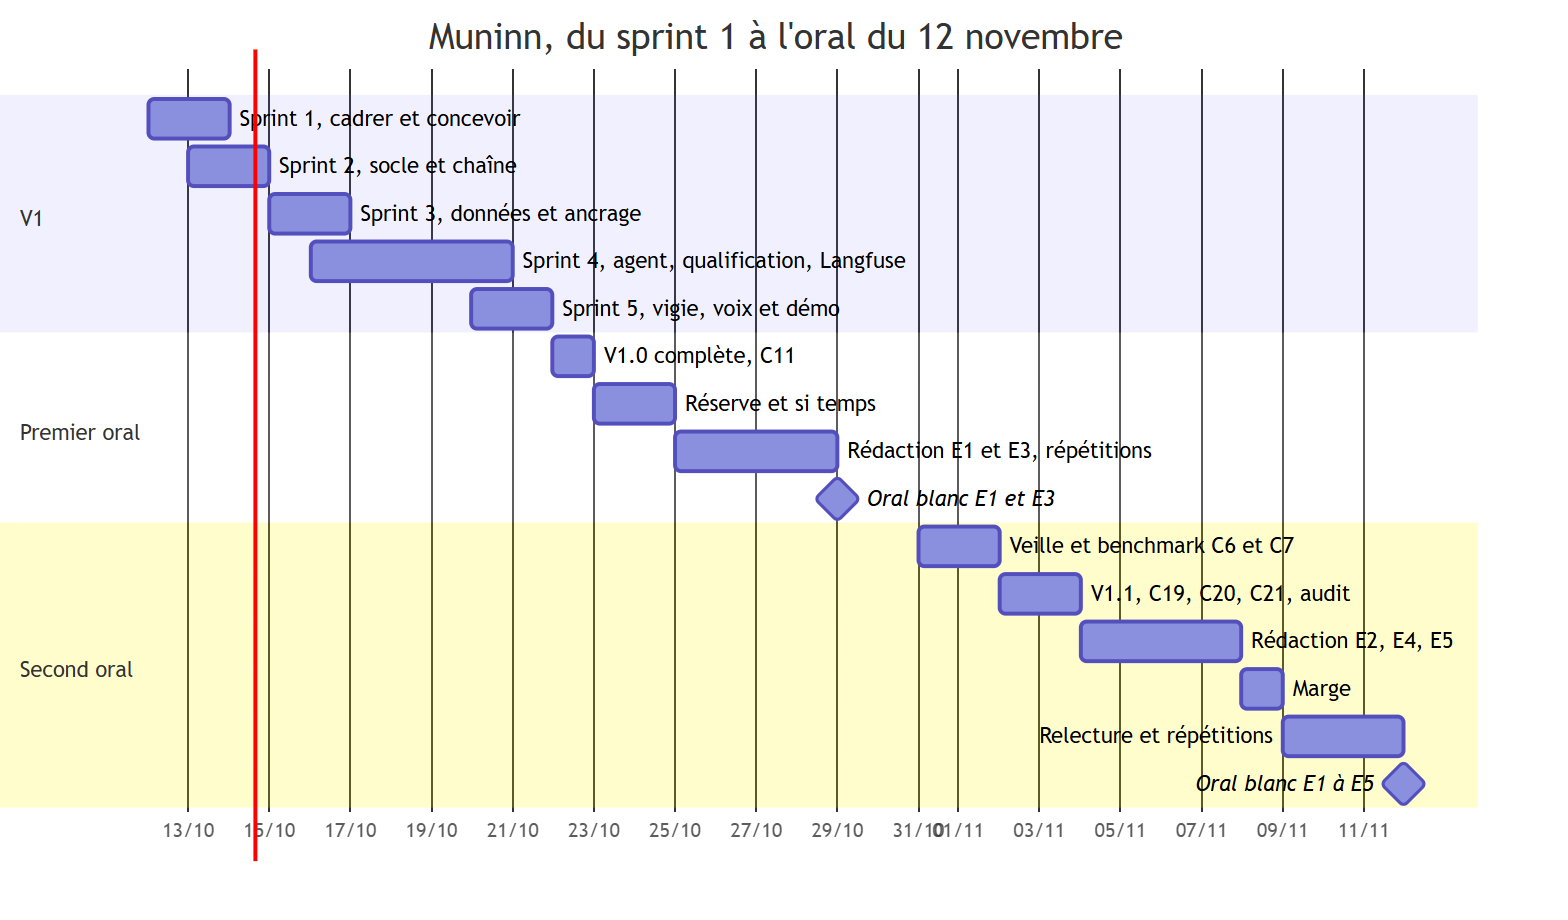 Muninn, du sprint 1 à l'oral du 12 novembre
V1
Sprint 1, cadrer et concevoir
Sprint 2, socle et chaîne
Sprint 3, données et ancrage
Sprint 4, agent, qualification, Langfuse
Sprint 5, vigie, voix et démo
Premier oral
V1.0 complète, C11
Réserve et si temps
Rédaction E1 et E3, répétitions
Oral blanc E1 et E3
Second oral
Veille et benchmark C6 et C7
V1.1, C19, C20, C21, audit
Rédaction E2, E4, E5
Marge
Relecture et répétitions
Oral blanc E1 à E5
13/10 15/10 17/10 19/10 21/10 23/10 25/10 27/10 29/10 31/10 01/11 03/11 05/11 07/11 09/11 11/11